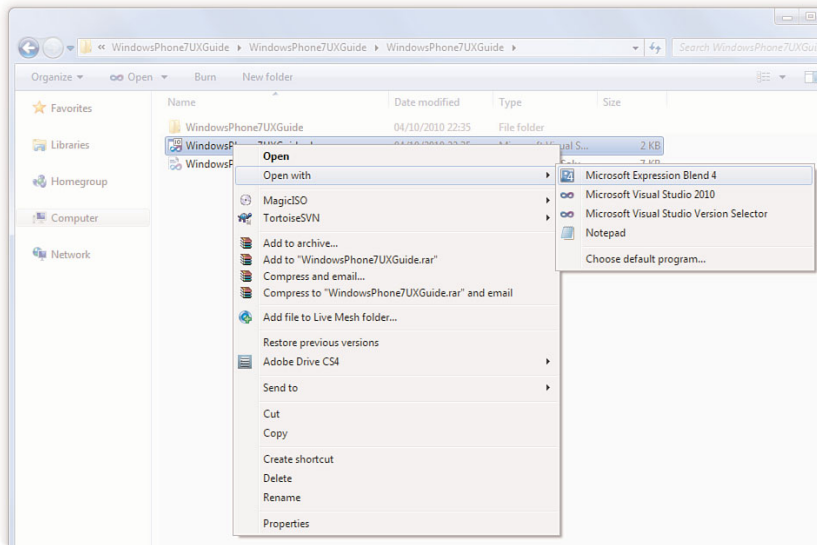 « WindowsPhone7UXGuide ▸ WindowsPhone7UXGuide ▸ WindowsPhone7UXGuide ▸
Search WindowsPhone7UXGui
Organize Open Burn New folder
Name Date modified Type Size
Favorites
Libraries
Homegroup
Computer
Network
WindowsPhone7UXGuide 04/10/2010 22:35 File folder
Visual S... 2 KB
WindowsP 7 KB
Open
Open with
MagicISO
TortoiseSVN
Add to archive...
Add to "WindowsPhone7UXGuide.rar"
Compress and email...
Compress to "WindowsPhone7UXGuide.rar" and email
Add file to Live Mesh folder...
Restore previous versions
Adobe Drive CS4
Send to
Cut
Copy
Create shortcut
Delete
Rename
Properties
Microsoft Expression Blend 4
Microsoft Visual Studio 2010
Microsoft Visual Studio Version Selector
Notepad
Choose default program...